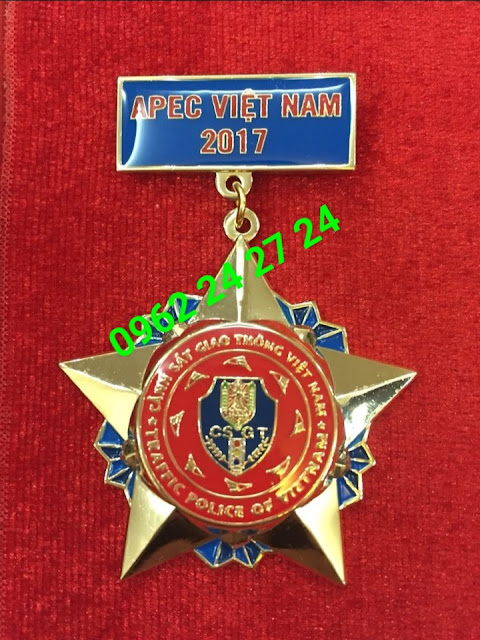 APEC VIỆT NAM
2017
0962 24 27 24
CẢNH SÁT GIAO THÔNG VIỆT NAM
CSGT
TRAFFIC POLICE OF VIETNAM